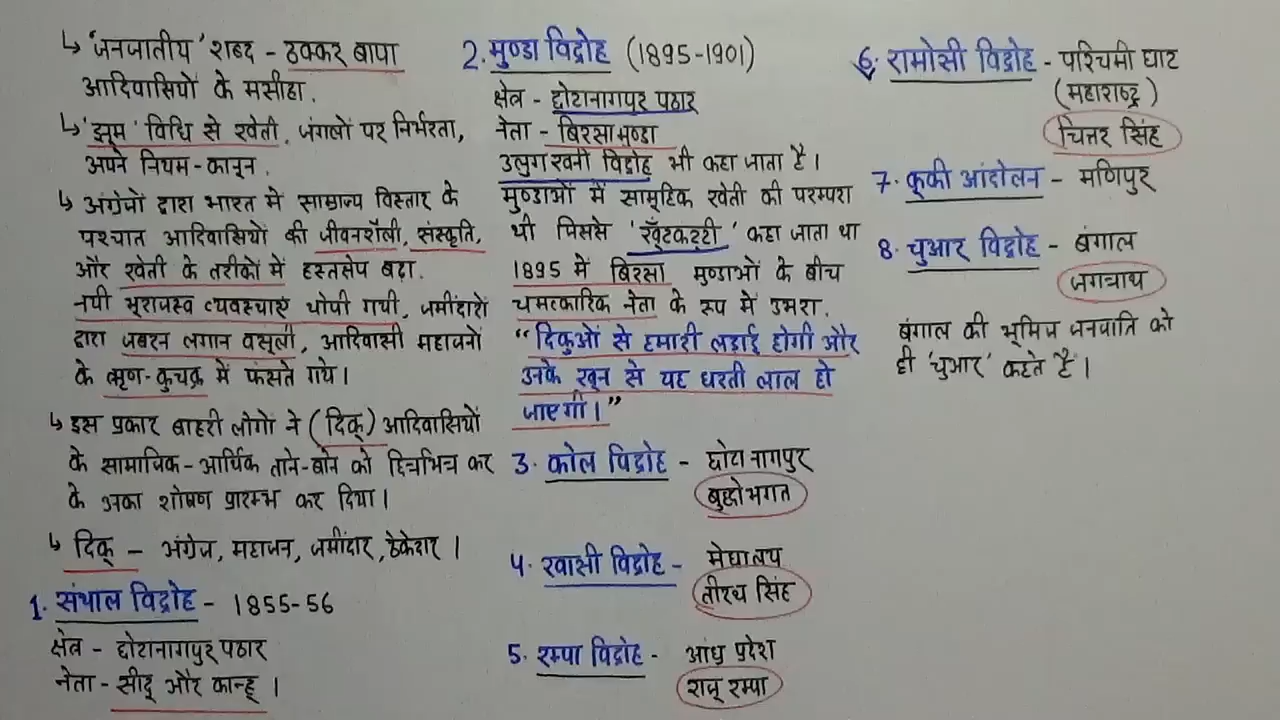 ↳ 'जनजातीय' शब्द - ठक्कर बापा
आदिवासियों के मसीहा.
↳ 'झूम' विधि से खेती, जंगलों पर निर्भरता,
अपने नियम-कानून.
↳ अंग्रेजों द्वारा भारत में साम्राज्य विस्तार के
पश्चात आदिवासियों की जीवनशैली, संस्कृति,
और खेती के तरीकों में हस्तक्षेप बढ़ा.
नयी भूराजस्व व्यवस्थाएं थोपी गयी, जमींदारों
द्वारा जबरन लगान वसूली, आदिवासी महाजनों
के ऋण-कुचक्र में फंसते गये।
↳ इस प्रकार बाहरी लोगों ने (दिकू) आदिवासियों
के सामाजिक-आर्थिक ताने-बाने को छिन्नभिन्न कर
के उनका शोषण प्रारम्भ कर दिया।
↳ दिकू - अंग्रेज, महाजन, जमींदार, ठेकेदार।
1. संथाल विद्रोह - 1855-56
क्षेत्र - छोटानागपुर पठार
नेता - सीदू और कान्हू।
2. मुण्डा विद्रोह (1895-1901)
क्षेत्र - छोटानागपुर पठार
नेता - बिरसा मुण्डा
उलुगखनी विद्रोह भी कहा जाता है।
मुण्डाओं में सामूहिक खेती की परम्परा
थी जिससे 'खूँटकट्टी' कहा जाता था
1895 में बिरसा मुण्डाओं के बीच
चमत्कारिक नेता के रूप में उभरा.
"दिकुओं से हमारी लड़ाई होगी और
उनके खून से यह धरती लाल हो
जाएगी।"
3. कोल विद्रोह - छोटा नागपुर
बुद्धो भगत
4. खासी विद्रोह - मेघालय
तीरथ सिंह
5. रम्पा विद्रोह - आंध्र प्रदेश
राजू रम्पा
6. रामोसी विद्रोह - पश्चिमी घाट
(महाराष्ट्र)
चित्तर सिंह
7. कूकी आंदोलन - मणिपुर
8. चुआर विद्रोह - बंगाल
जगन्नाथ
बंगाल की भूमिज जनजाति को
ही 'चुआर' कहते है।